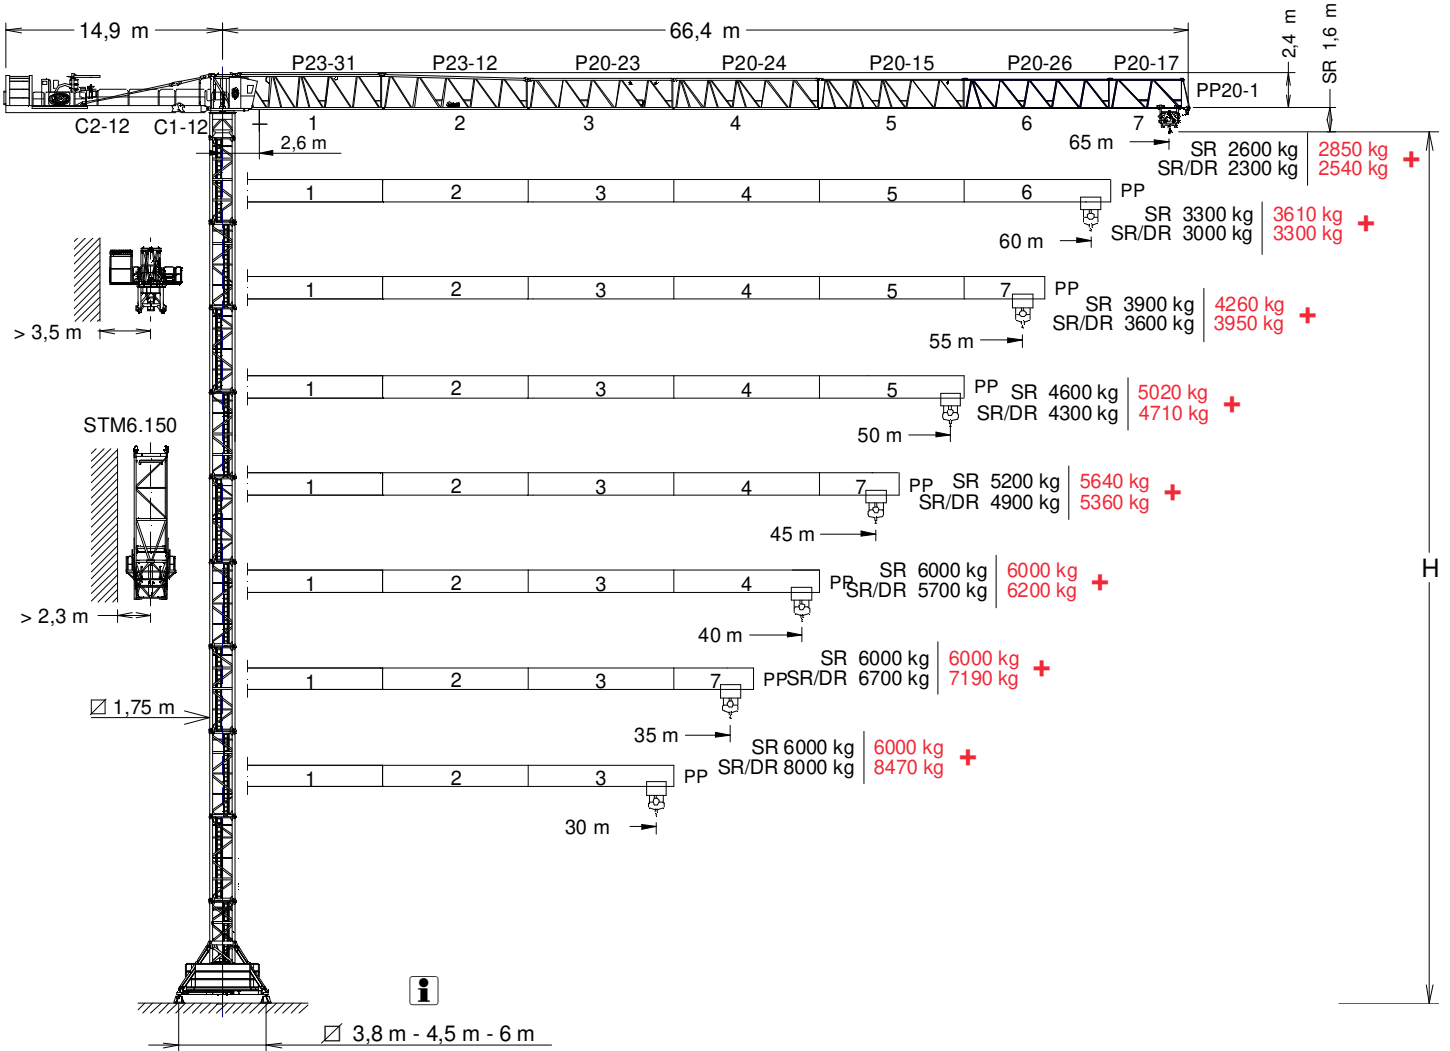 14,9 m
66,4 m
2,4 m
SR 1,6 m
P23-31 P23-12 P20-23 P20-24 P20-15 P20-26 P20-17
PP20-1
C2-12 C1-12 1 2 3 4 5 6 7
2,6 m
65 m
SR 2600 kg 2850 kg +
SR/DR 2300 kg 2540 kg
1 2 3 4 5 6 PP
60 m
SR 3300 kg 3610 kg +
SR/DR 3000 kg 3300 kg
> 3,5 m
1 2 3 4 5 7 PP
55 m
SR 3900 kg 4260 kg +
SR/DR 3600 kg 3950 kg
1 2 3 4 5 PP
50 m
SR 4600 kg 5020 kg +
SR/DR 4300 kg 4710 kg
STM6.150
> 2,3 m
1 2 3 4 7 PP
45 m
SR 5200 kg 5640 kg +
SR/DR 4900 kg 5360 kg
H
1 2 3 4 PP
40 m
SR 6000 kg 6000 kg +
SR/DR 5700 kg 6200 kg
1 2 3 7 PP
35 m
SR 6000 kg 6000 kg +
SR/DR 6700 kg 7190 kg
1,75 m
1 2 3 PP
30 m
SR 6000 kg 6000 kg +
SR/DR 8000 kg 8470 kg
i
3,8 m - 4,5 m - 6 m